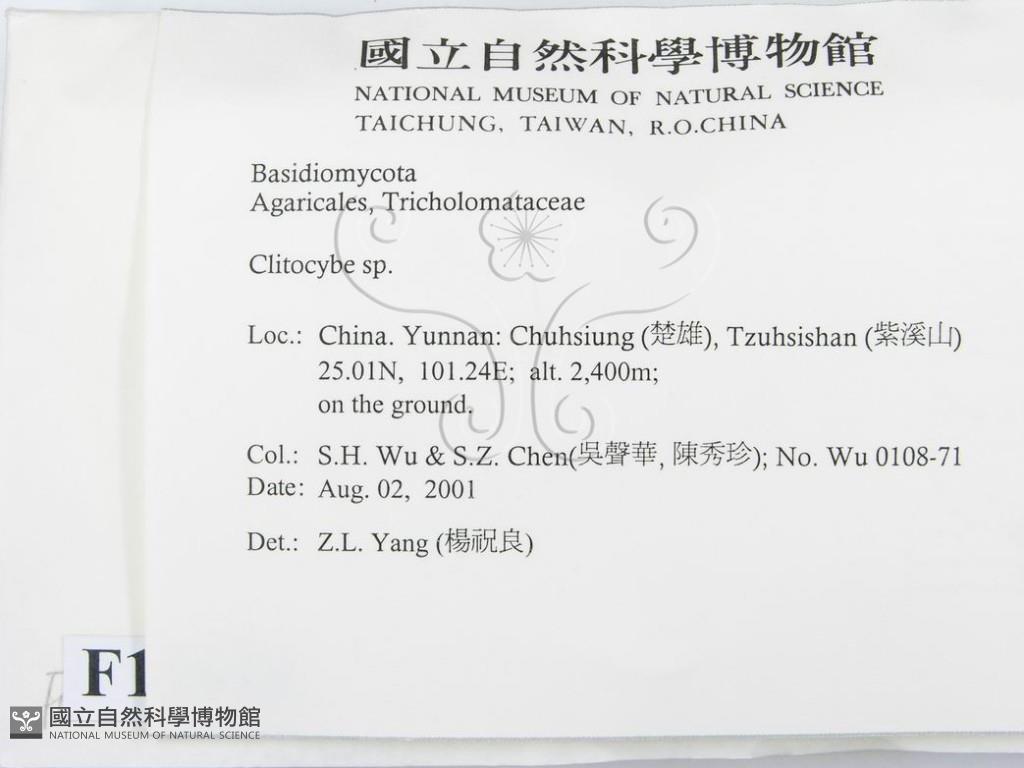 國立自然科學博物館
NATIONAL MUSEUM OF NATURAL SCIENCE
TAICHUNG, TAIWAN, R.O.CHINA
Basidiomycota
Agaricales, Tricholomataceae
Clitocybe sp.
Loc.: China. Yunnan: Chuhsiung (楚雄), Tzuhsishan (紫溪山)
25.01N, 101.24E; alt. 2,400m;
on the ground.
Col.: S.H. Wu & S.Z. Chen(吳聲華, 陳秀珍); No. Wu 0108-71
Date: Aug. 02, 2001
Det.: Z.L. Yang (楊祝良)
F1
國立自然科學博物館
NATIONAL MUSEUM OF NATURAL SCIENCE